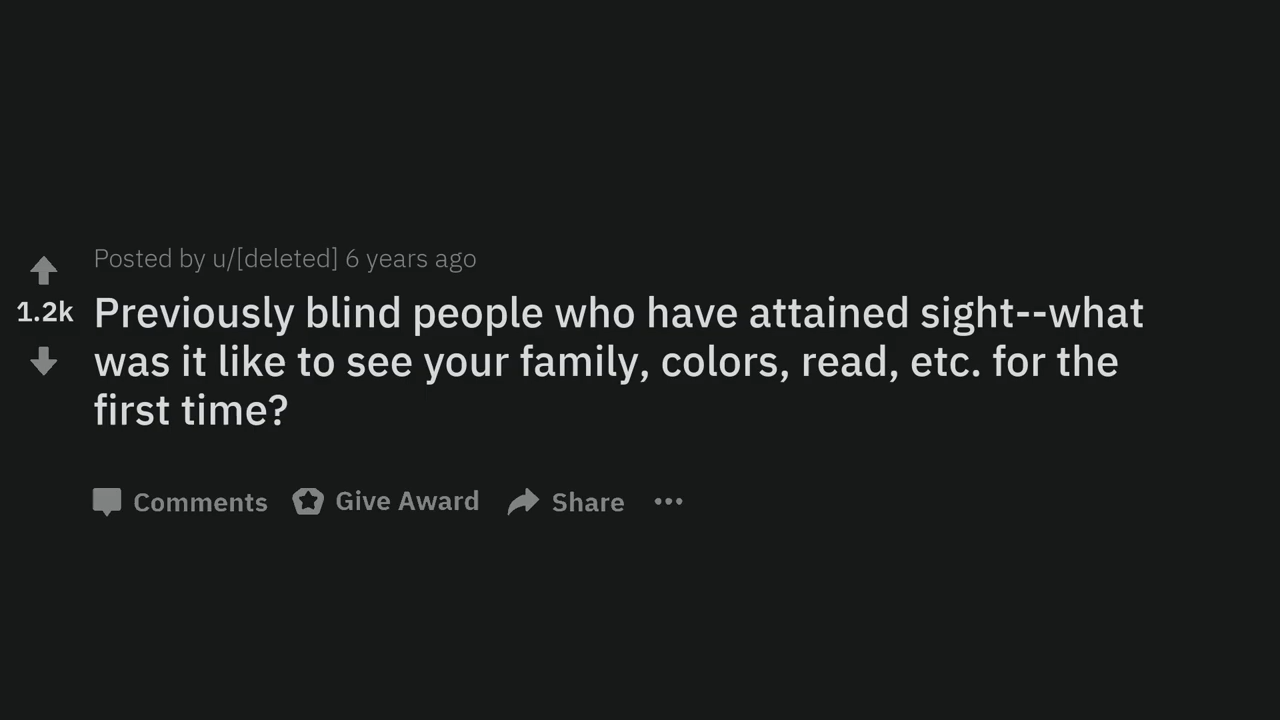 Posted by u/[deleted] 6 years ago
1.2k
Previously blind people who have attained sight--what
was it like to see your family, colors, read, etc. for the
first time?
Comments Give Award Share